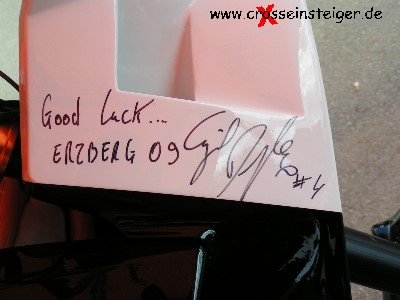 www.crosseinsteiger.de
Good Luck....
ERZBERG 09
#4